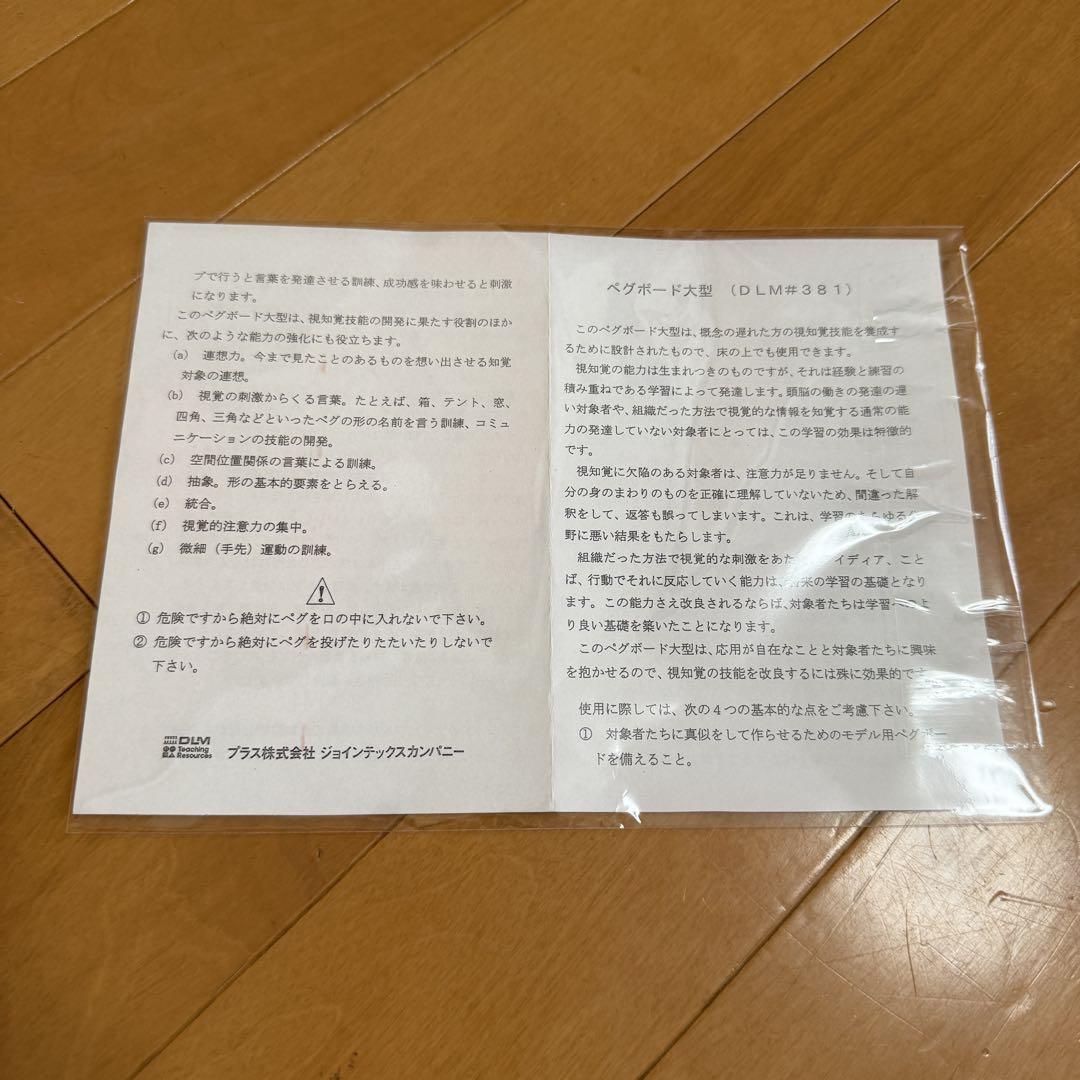 ペグボード大型 (DLM#381)
このペグボード大型は、概念の遅れた方の視知覚技能を養成す
るために設計されたもので、床の上でも使用できます。
視知覚の能力は生まれつきのものですが、それは経験と練習の
積み重ねである学習によって発達します。頭脳の働きの発達の遅
い対象者や、組織だった方法で視覚的な情報を知覚する通常の能
力の発達していない対象者にとっては、この学習の効果は特徴的
です。
視知覚に欠陥のある対象者は、注意力が足りません。そして自
分の身のまわりのものを正確に理解していないため、間違った解
釈をして、返答も誤ってしまいます。これは、学習のあらゆる分
野に悪い結果をもたらします。
組織だった方法で視覚的な刺激をあた イディア、こと
ば、行動でそれに反応していく能力は、将来の学習の基礎となり
ます。この能力さえ改良されるならば、対象者たちは学習へのよ
り良い基礎を築いたことになります。
このペグボード大型は、応用が自在なことと対象者たちに興味
を抱かせるので、視知覚の技能を改良するには殊に効果的です
使用に際しては、次の4つの基本的な点をご考慮下さい。
① 対象者たちに真似をして作らせるためのモデル用ペグボー
ドを備えること。
プで行うと言葉を発達させる訓練、成功感を味わせると刺激
になります。
このペグボード大型は、視知覚技能の開発に果たす役割のほか
に、次のような能力の強化にも役立ちます。
(a) 連想力。今まで見たことのあるものを想い出させる知覚
対象の連想。
(b) 視覚の刺激からくる言葉。たとえば、箱、テント、窓、
四角、三角などといったペグの形の名前を言う訓練、コミュ
ニケーションの技能の開発。
(c) 空間位置関係の言葉による訓練。
(d) 抽象。形の基本的要素をとらえる。
(e) 統合。
(f) 視覚的注意力の集中。
(g) 微細(手先)運動の訓練。
① 危険ですから絶対にペグを口の中に入れないで下さい。
② 危険ですから絶対にペグを投げたりたたいたりしないで
下さい。
DLM
Teaching
Resources
プラス株式会社 ジョインテックスカンパニー